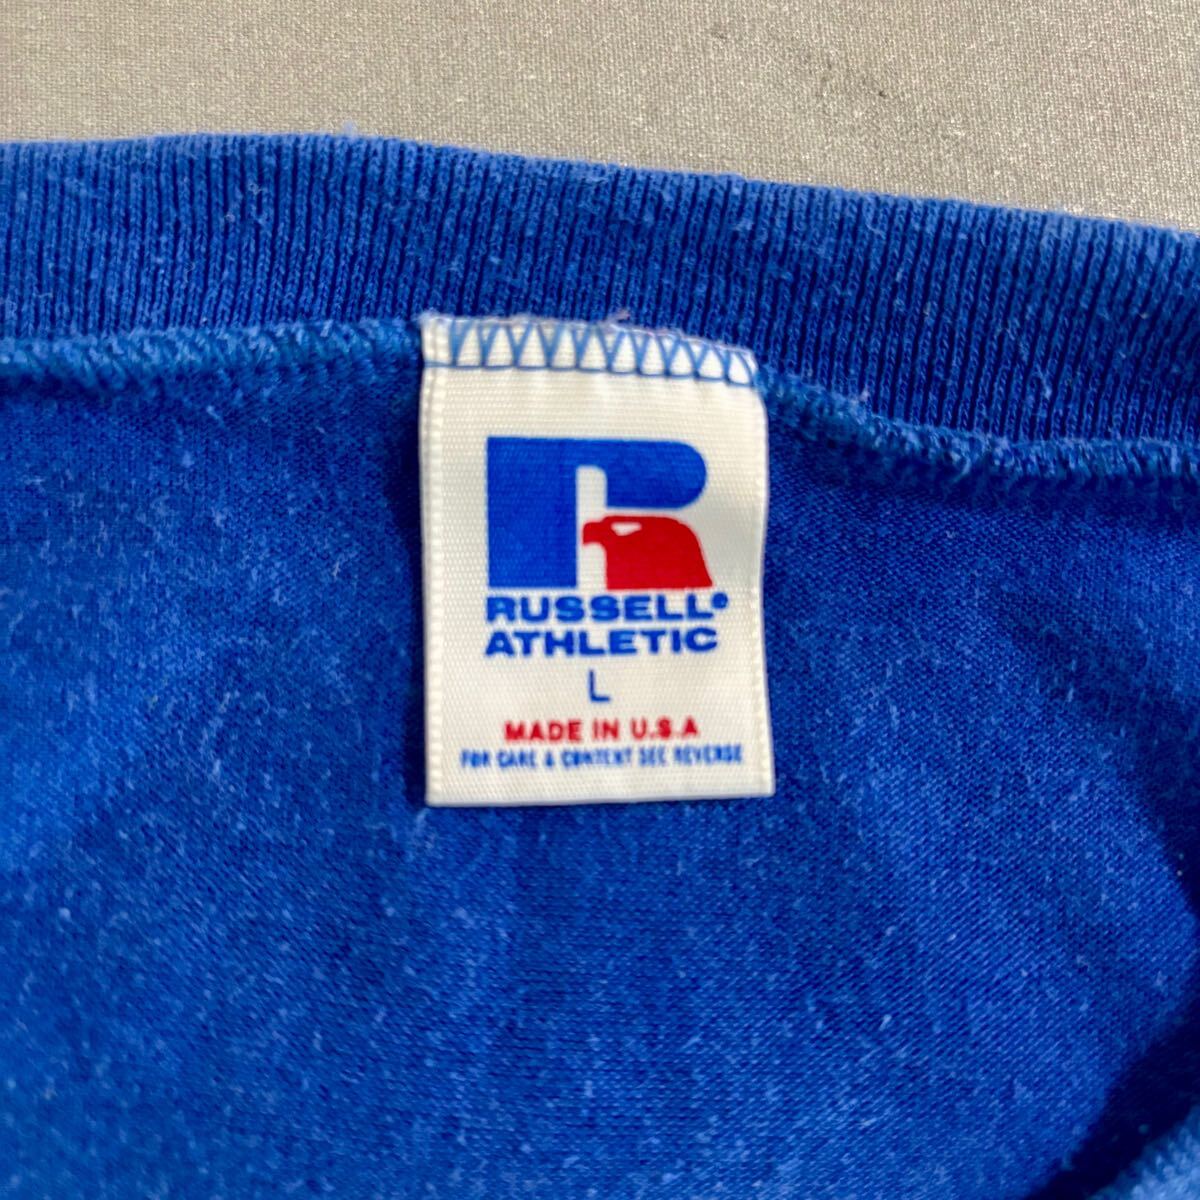 R
RUSSELL®
ATHLETIC
L
MADE IN U.S.A
FOR CARE & CONTENT SEE REVERSE